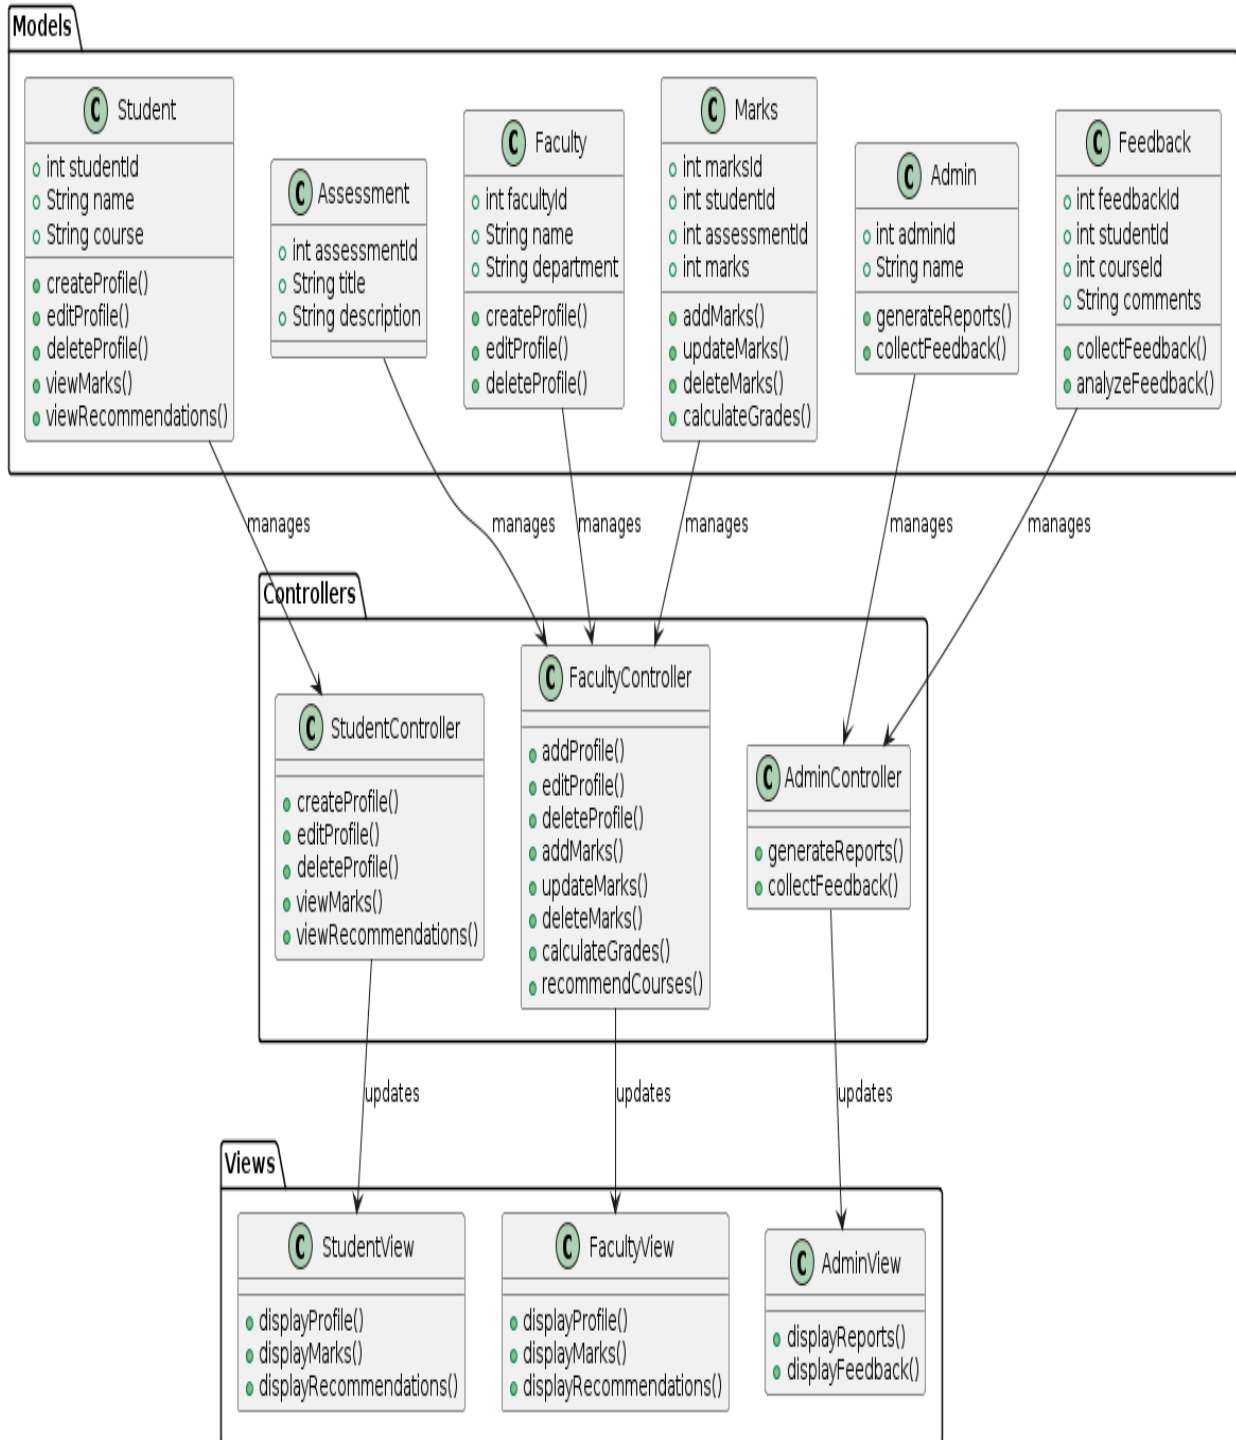 Models
C Student
int studentId
String name
String course
createProfile()
editProfile()
deleteProfile()
viewMarks()
viewRecommendations()
C Assessment
int assessmentId
String title
String description
C Faculty
int facultyId
String name
String department
createProfile()
editProfile()
deleteProfile()
C Marks
int marksId
int studentId
int assessmentId
int marks
addMarks()
updateMarks()
deleteMarks()
calculateGrades()
C Admin
int adminId
String name
generateReports()
collectFeedback()
C Feedback
int feedbackId
int studentId
int courseId
String comments
collectFeedback()
analyzeFeedback()
manages
manages
manages
manages
manages
manages
Controllers
C StudentController
createProfile()
editProfile()
deleteProfile()
viewMarks()
viewRecommendations()
C FacultyController
addProfile()
editProfile()
deleteProfile()
addMarks()
updateMarks()
deleteMarks()
calculateGrades()
recommendCourses()
C AdminController
generateReports()
collectFeedback()
updates
updates
updates
Views
C StudentView
displayProfile()
displayMarks()
displayRecommendations()
C FacultyView
displayProfile()
displayMarks()
displayRecommendations()
C AdminView
displayReports()
displayFeedback()